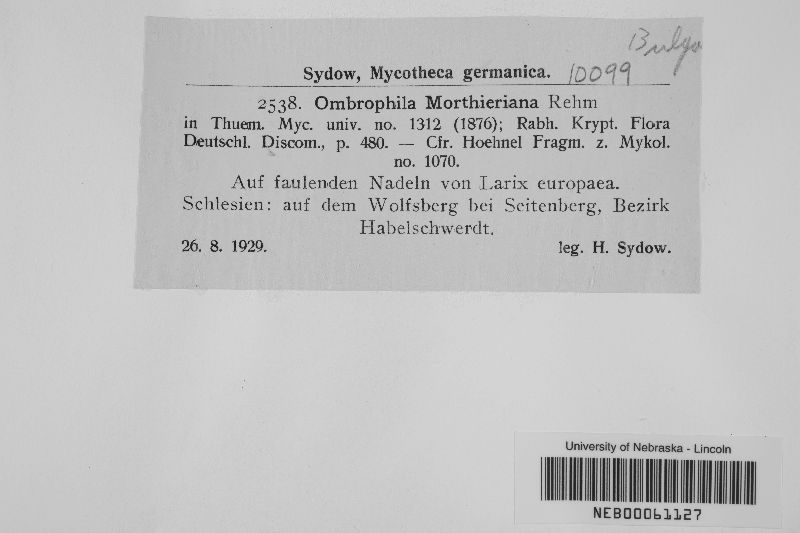 Bulga
Sydow, Mycotheca germanica. 10099
2538. Ombrophila Morthieriana Rehm
in Thuem. Myc. univ. no. 1312 (1876); Rabh. Krypt. Flora
Deutschl. Discom., p. 480. — Cfr. Hoehnel Fragm. z. Mykol.
no. 1070.
Auf faulenden Nadeln von Larix europaea.
Schlesien: auf dem Wolfsberg bei Seitenberg, Bezirk
Habelschwerdt.
26. 8. 1929. leg. H. Sydow.
University of Nebraska - Lincoln
NEB00061127